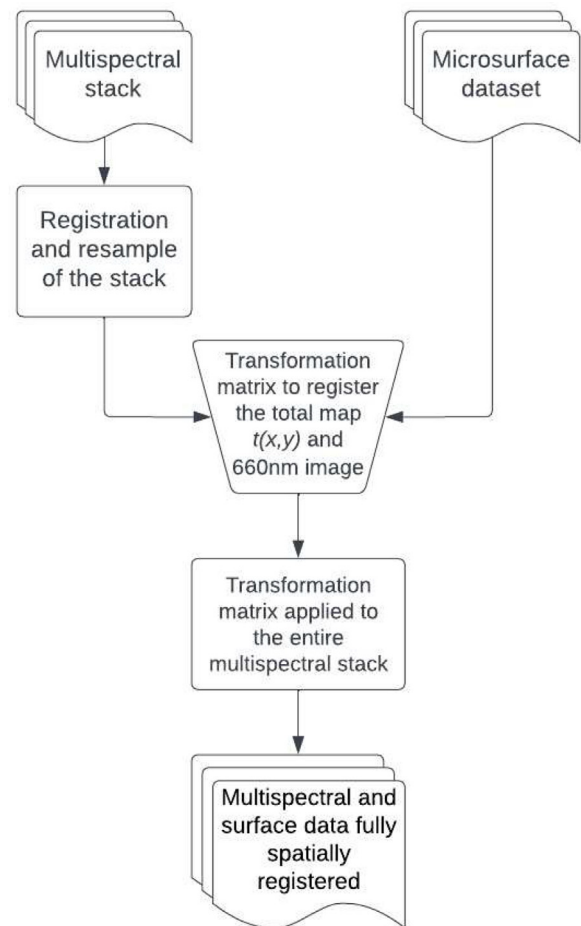 Multispectral
stack
Microsurface
dataset
Registration
and resample
of the stack
Transformation
matrix to register
the total map
t(x,y) and
660nm image
Transformation
matrix applied to
the entire
multispectral stack
Multispectral and
surface data fully
spatially
registered